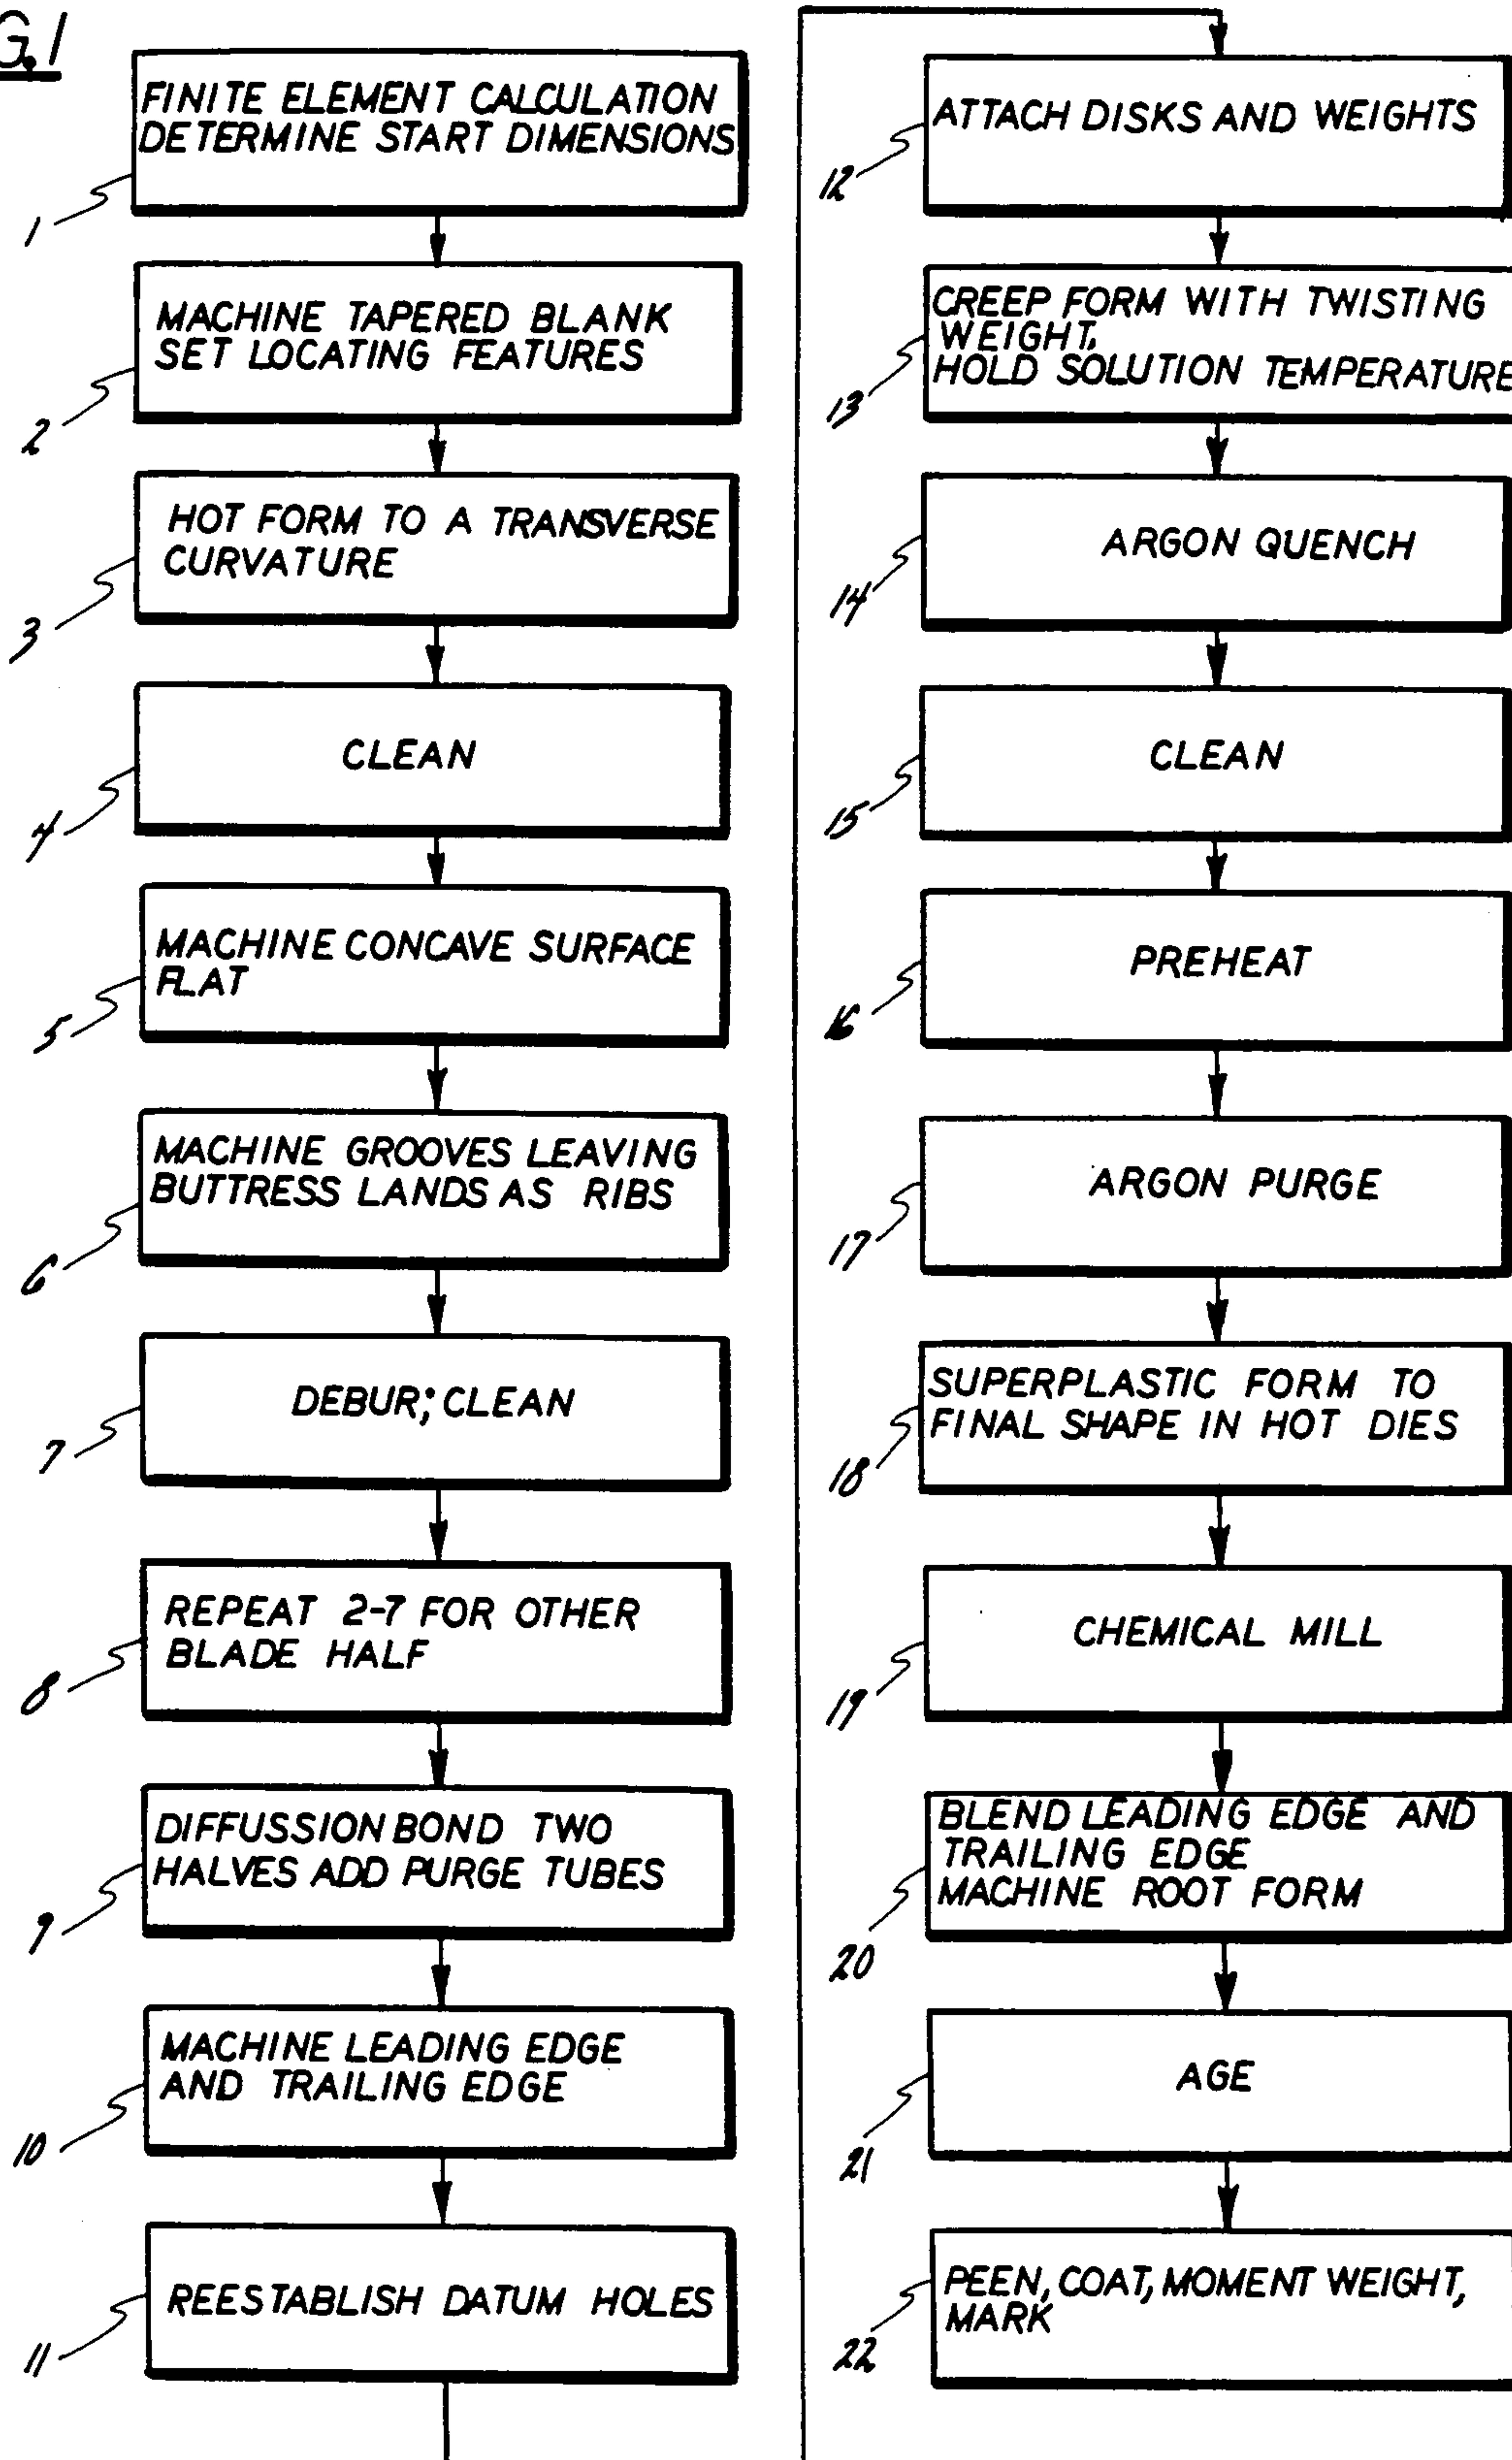 G.1
FINITE ELEMENT CALCULATION
DETERMINE START DIMENSIONS
1
MACHINE TAPERED BLANK
SET LOCATING FEATURES
2
HOT FORM TO A TRANSVERSE
CURVATURE
3
CLEAN
4
MACHINE CONCAVE SURFACE
FLAT
5
MACHINE GROOVES LEAVING
BUTTRESS LANDS AS RIBS
6
DEBUR; CLEAN
7
REPEAT 2-7 FOR OTHER
BLADE HALF
8
DIFFUSSION BOND TWO
HALVES ADD PURGE TUBES
9
MACHINE LEADING EDGE
AND TRAILING EDGE
10
REESTABLISH DATUM HOLES
11
ATTACH DISKS AND WEIGHTS
12
CREEP FORM WITH TWISTING
WEIGHT,
HOLD SOLUTION TEMPERATURE
13
ARGON QUENCH
14
CLEAN
15
PREHEAT
16
ARGON PURGE
17
SUPERPLASTIC FORM TO
FINAL SHAPE IN HOT DIES
18
CHEMICAL MILL
19
BLEND LEADING EDGE AND
TRAILING EDGE
MACHINE ROOT FORM
20
AGE
21
PEEN, COAT, MOMENT WEIGHT,
MARK
22